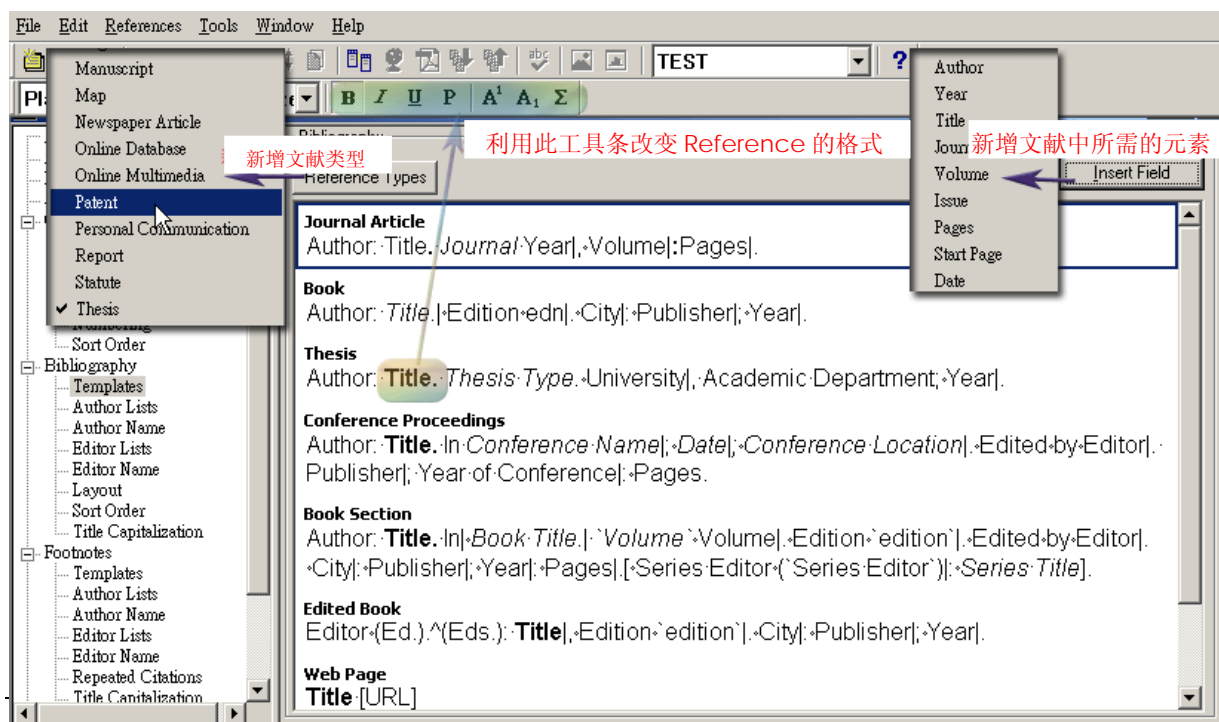 File Edit References Tools Window Help
TEST
?
Pl
B I U P A¹ A₁ Σ
Manuscript
Map
Newspaper Article
Online Database
Online Multimedia
Patent
Personal Communication
Report
Statute
✔ Thesis
新增文献类型
利用此工具条改变 Reference 的格式
新增文献中所需的元素
Author
Year
Title
Journ
Volume
Issue
Pages
Start Page
Date
Insert Field
Bibliography
Reference Types
Numbering
Sort Order
Bibliography
Templates
Author Lists
Author Name
Editor Lists
Editor Name
Layout
Sort Order
Title Capitalization
Footnotes
Templates
Author Lists
Author Name
Editor Lists
Editor Name
Repeated Citations
Title Capitalization
Journal Article
Author:·Title.·Journal·Year|,·Volume|:Pages|.
Book
Author:·Title.|·Edition·edn|.·City|:·Publisher|;·Year|.
Thesis
Author:·Title.·Thesis·Type.·University|,·Academic·Department;·Year|.
Conference Proceedings
Author:·Title.·In·Conference·Name|;·Date|;·Conference·Location|.·Edited·by·Editor|.·
Publisher|;·Year·of·Conference|:·Pages.
Book Section
Author:·Title.·In|·Book·Title.|·`Volume`·Volume|.·Edition·`edition`|.·Edited·by·Editor|.
·City|:·Publisher|;·Year|:·Pages|.[·Series·Editor·(`Series·Editor`)|:·Series·Title].
Edited Book
Editor·(Ed.).^(Eds.):·Title|,·Edition·`edition`|.·City|:·Publisher|;·Year|.
Web Page
Title·[URL]